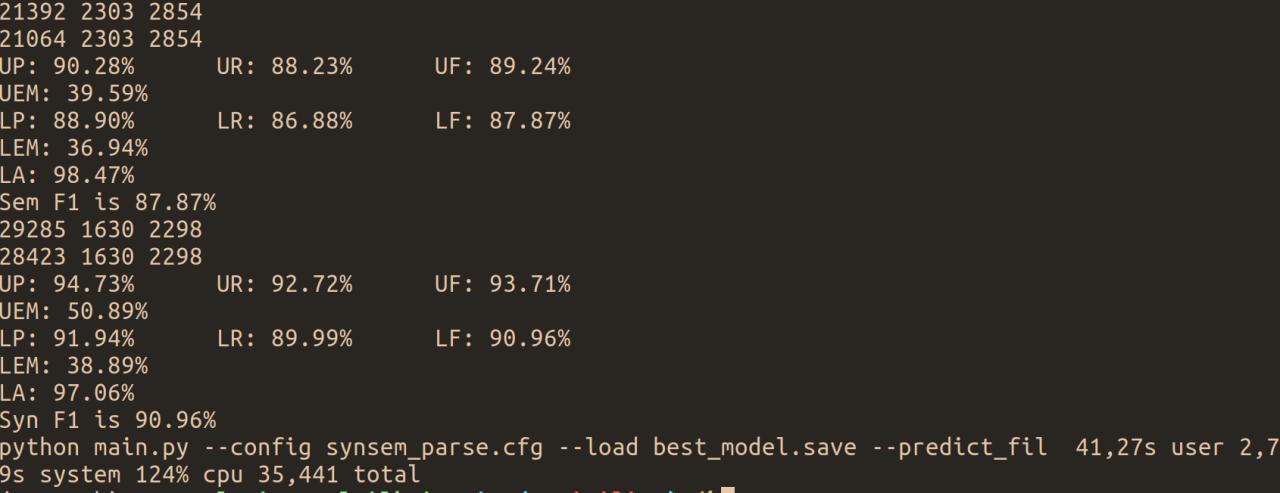 21392 2303 2854
21064 2303 2854
UP: 90.28% UR: 88.23% UF: 89.24%
UEM: 39.59%
LP: 88.90% LR: 86.88% LF: 87.87%
LEM: 36.94%
LA: 98.47%
Sem F1 is 87.87%
29285 1630 2298
28423 1630 2298
UP: 94.73% UR: 92.72% UF: 93.71%
UEM: 50.89%
LP: 91.94% LR: 89.99% LF: 90.96%
LEM: 38.89%
LA: 97.06%
Syn F1 is 90.96%
python main.py --config synsem_parse.cfg --load best_model.save --predict_fil 41,27s user 2,7
9s system 124% cpu 35,441 total